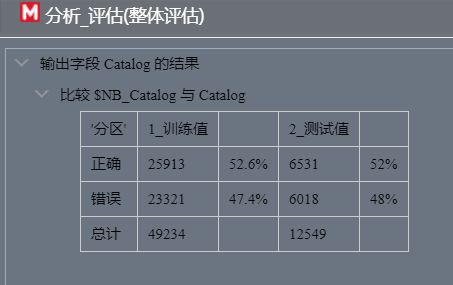 M 分析_评估(整体评估)
输出字段 Catalog 的结果
比较 $NB_Catalog 与 Catalog
'分区' 1_训练值 2_测试值
正确 25913 52.6% 6531 52%
错误 23321 47.4% 6018 48%
总计 49234 12549